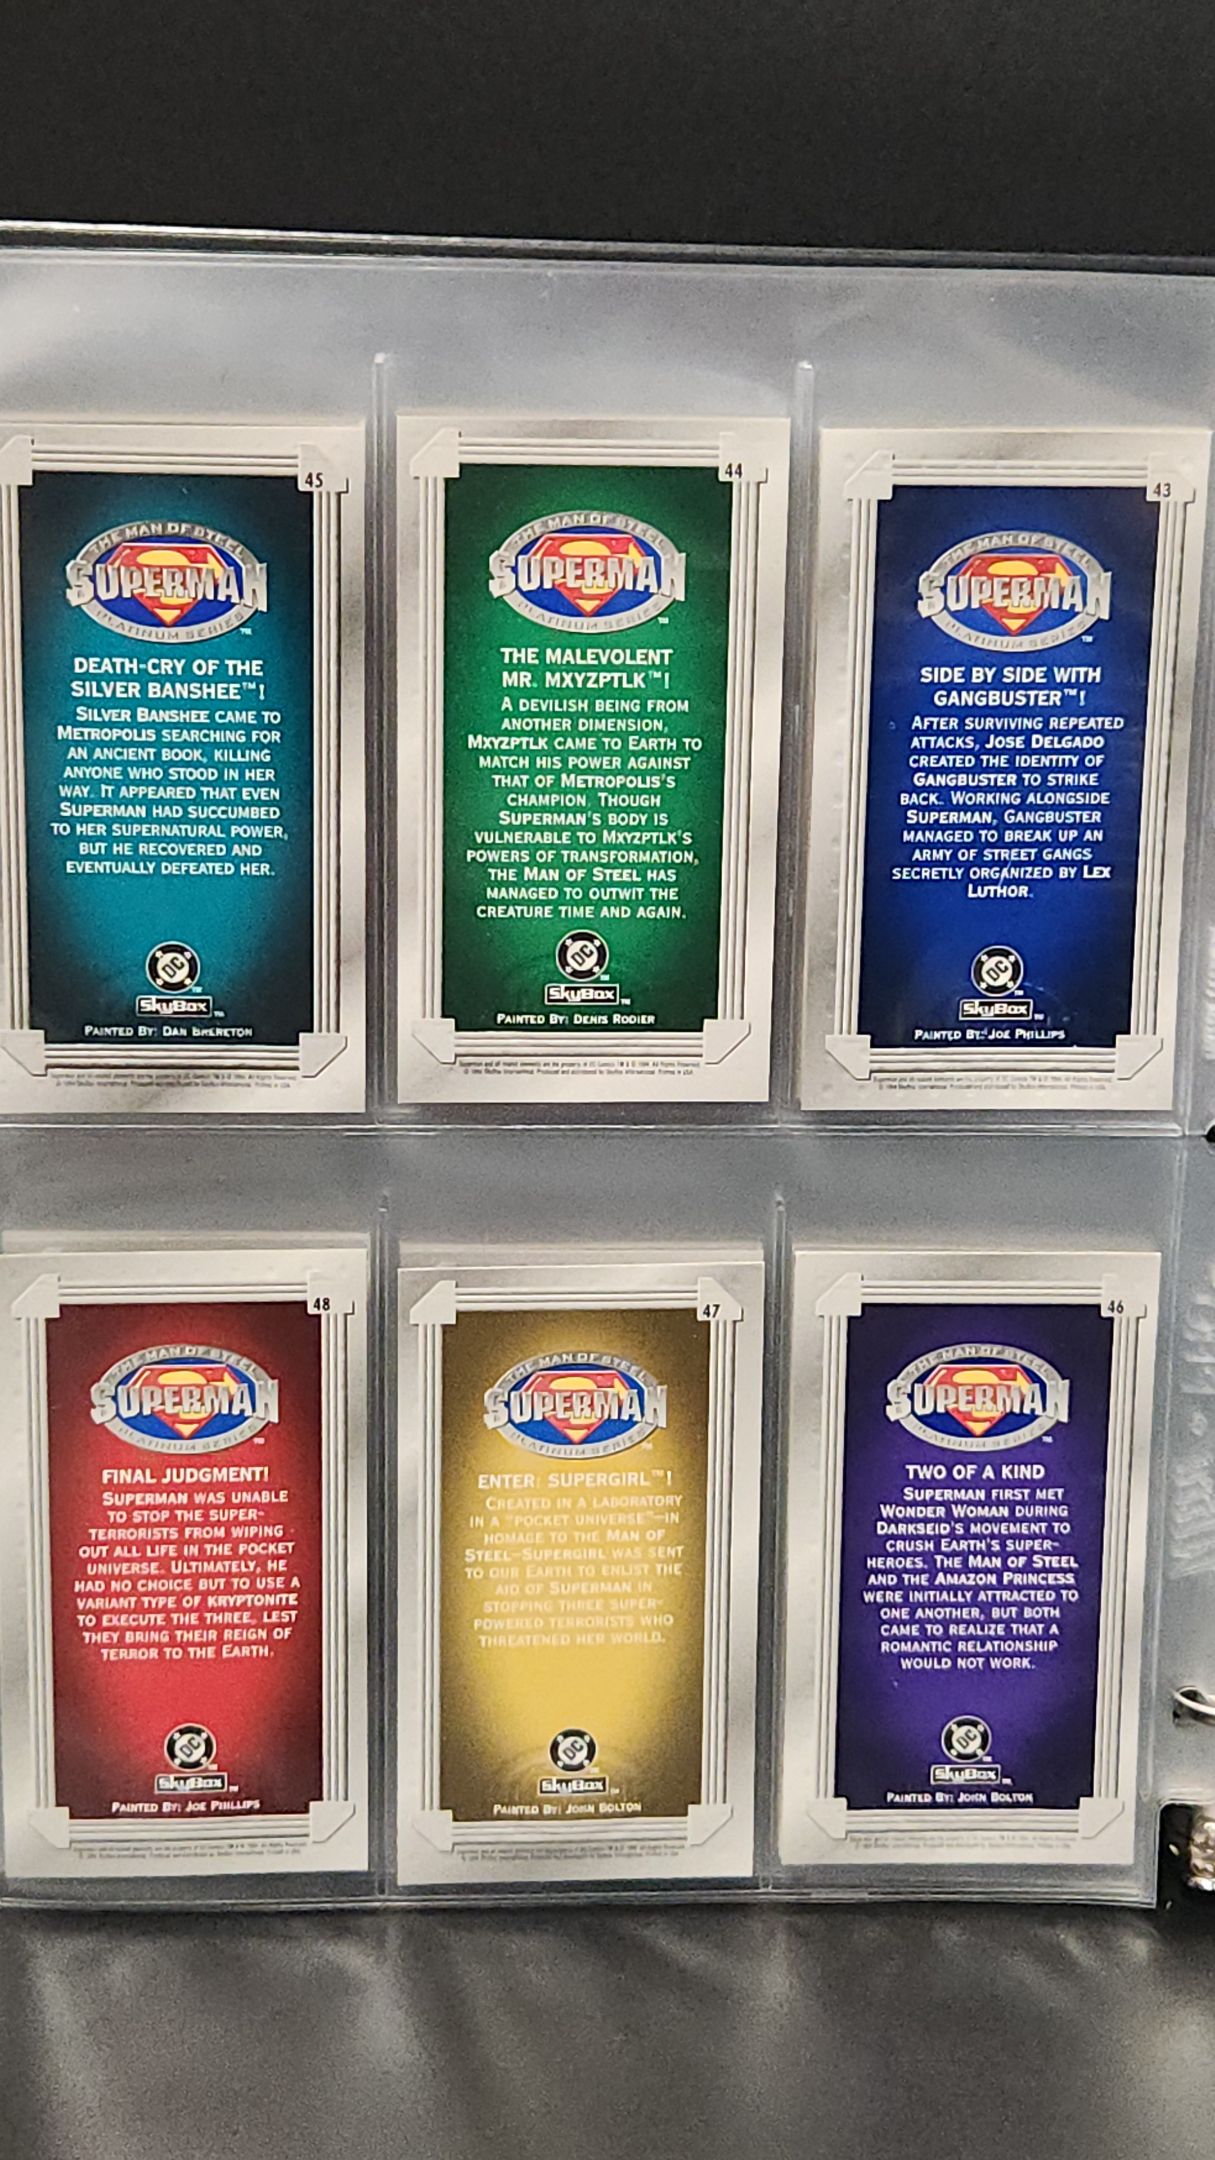 45
THE MAN OF STEEL
SUPERMAN
PLATINUM SERIES
TM
DEATH-CRY OF THE
SILVER BANSHEE™!
SILVER BANSHEE CAME TO
METROPOLIS SEARCHING FOR
AN ANCIENT BOOK, KILLING
ANYONE WHO STOOD IN HER
WAY. IT APPEARED THAT EVEN
SUPERMAN HAD SUCCUMBED
TO HER SUPERNATURAL POWER,
BUT HE RECOVERED AND
EVENTUALLY DEFEATED HER.
DC
SkyBox
PAINTED BY: DAN BRERETON
44
THE MAN OF STEEL
SUPERMAN
PLATINUM SERIES
TM
THE MALEVOLENT
MR. MXYZPTLK™!
A DEVILISH BEING FROM
ANOTHER DIMENSION,
MXYZPTLK CAME TO EARTH TO
MATCH HIS POWER AGAINST
THAT OF METROPOLIS'S
CHAMPION. THOUGH
SUPERMAN'S BODY IS
VULNERABLE TO MXYZPTLK'S
POWERS OF TRANSFORMATION,
THE MAN OF STEEL HAS
MANAGED TO OUTWIT THE
CREATURE TIME AND AGAIN.
DC
SkyBox
PAINTED BY: DENIS RODIER
43
THE MAN OF STEEL
SUPERMAN
PLATINUM SERIES
TM
SIDE BY SIDE WITH
GANGBUSTER™!
AFTER SURVIVING REPEATED
ATTACKS, JOSE DELGADO
CREATED THE IDENTITY OF
GANGBUSTER TO STRIKE
BACK. WORKING ALONGSIDE
SUPERMAN, GANGBUSTER
MANAGED TO BREAK UP AN
ARMY OF STREET GANGS
SECRETLY ORGANIZED BY LEX
LUTHOR.
DC
SkyBox
PAINTED BY: JOE PHILLIPS
48
THE MAN OF STEEL
SUPERMAN
PLATINUM SERIES
TM
FINAL JUDGMENT!
SUPERMAN WAS UNABLE
TO STOP THE SUPER-
TERRORISTS FROM WIPING
OUT ALL LIFE IN THE POCKET
UNIVERSE. ULTIMATELY, HE
HAD NO CHOICE BUT TO USE A
VARIANT TYPE OF KRYPTONITE
TO EXECUTE THE THREE, LEST
THEY BRING THEIR REIGN OF
TERROR TO THE EARTH.
DC
SkyBox
PAINTED BY: JOE PHILLIPS
47
THE MAN OF STEEL
SUPERMAN
PLATINUM SERIES
TM
ENTER: SUPERGIRL™!
CREATED IN A LABORATORY
IN A "POCKET UNIVERSE"—IN
HOMAGE TO THE MAN OF
STEEL—SUPERGIRL WAS SENT
TO OUR EARTH TO ENLIST THE
AID OF SUPERMAN IN
STOPPING THREE SUPER-
POWERED TERRORISTS WHO
THREATENED HER WORLD.
DC
SkyBox
PAINTED BY: JOHN BOLTON
46
THE MAN OF STEEL
SUPERMAN
PLATINUM SERIES
TM
TWO OF A KIND
SUPERMAN FIRST MET
WONDER WOMAN DURING
DARKSEID'S MOVEMENT TO
CRUSH EARTH'S SUPER-
HEROES. THE MAN OF STEEL
AND THE AMAZON PRINCESS
WERE INITIALLY ATTRACTED TO
ONE ANOTHER, BUT BOTH
CAME TO REALIZE THAT A
ROMANTIC RELATIONSHIP
WOULD NOT WORK.
DC
SkyBox
PAINTED BY: JOHN BOLTON